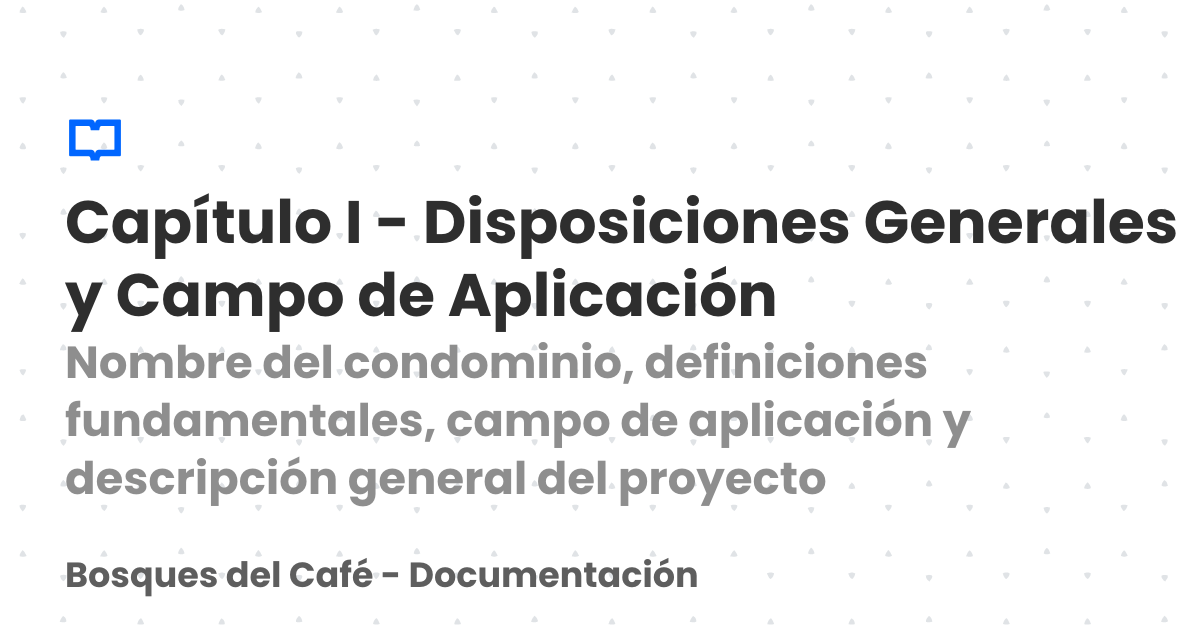 Capítulo I – Disposiciones Generales
y Campo de Aplicación
Nombre del condominio, definiciones
fundamentales, campo de aplicación y
descripción general del proyecto
Bosques del Café – Documentación